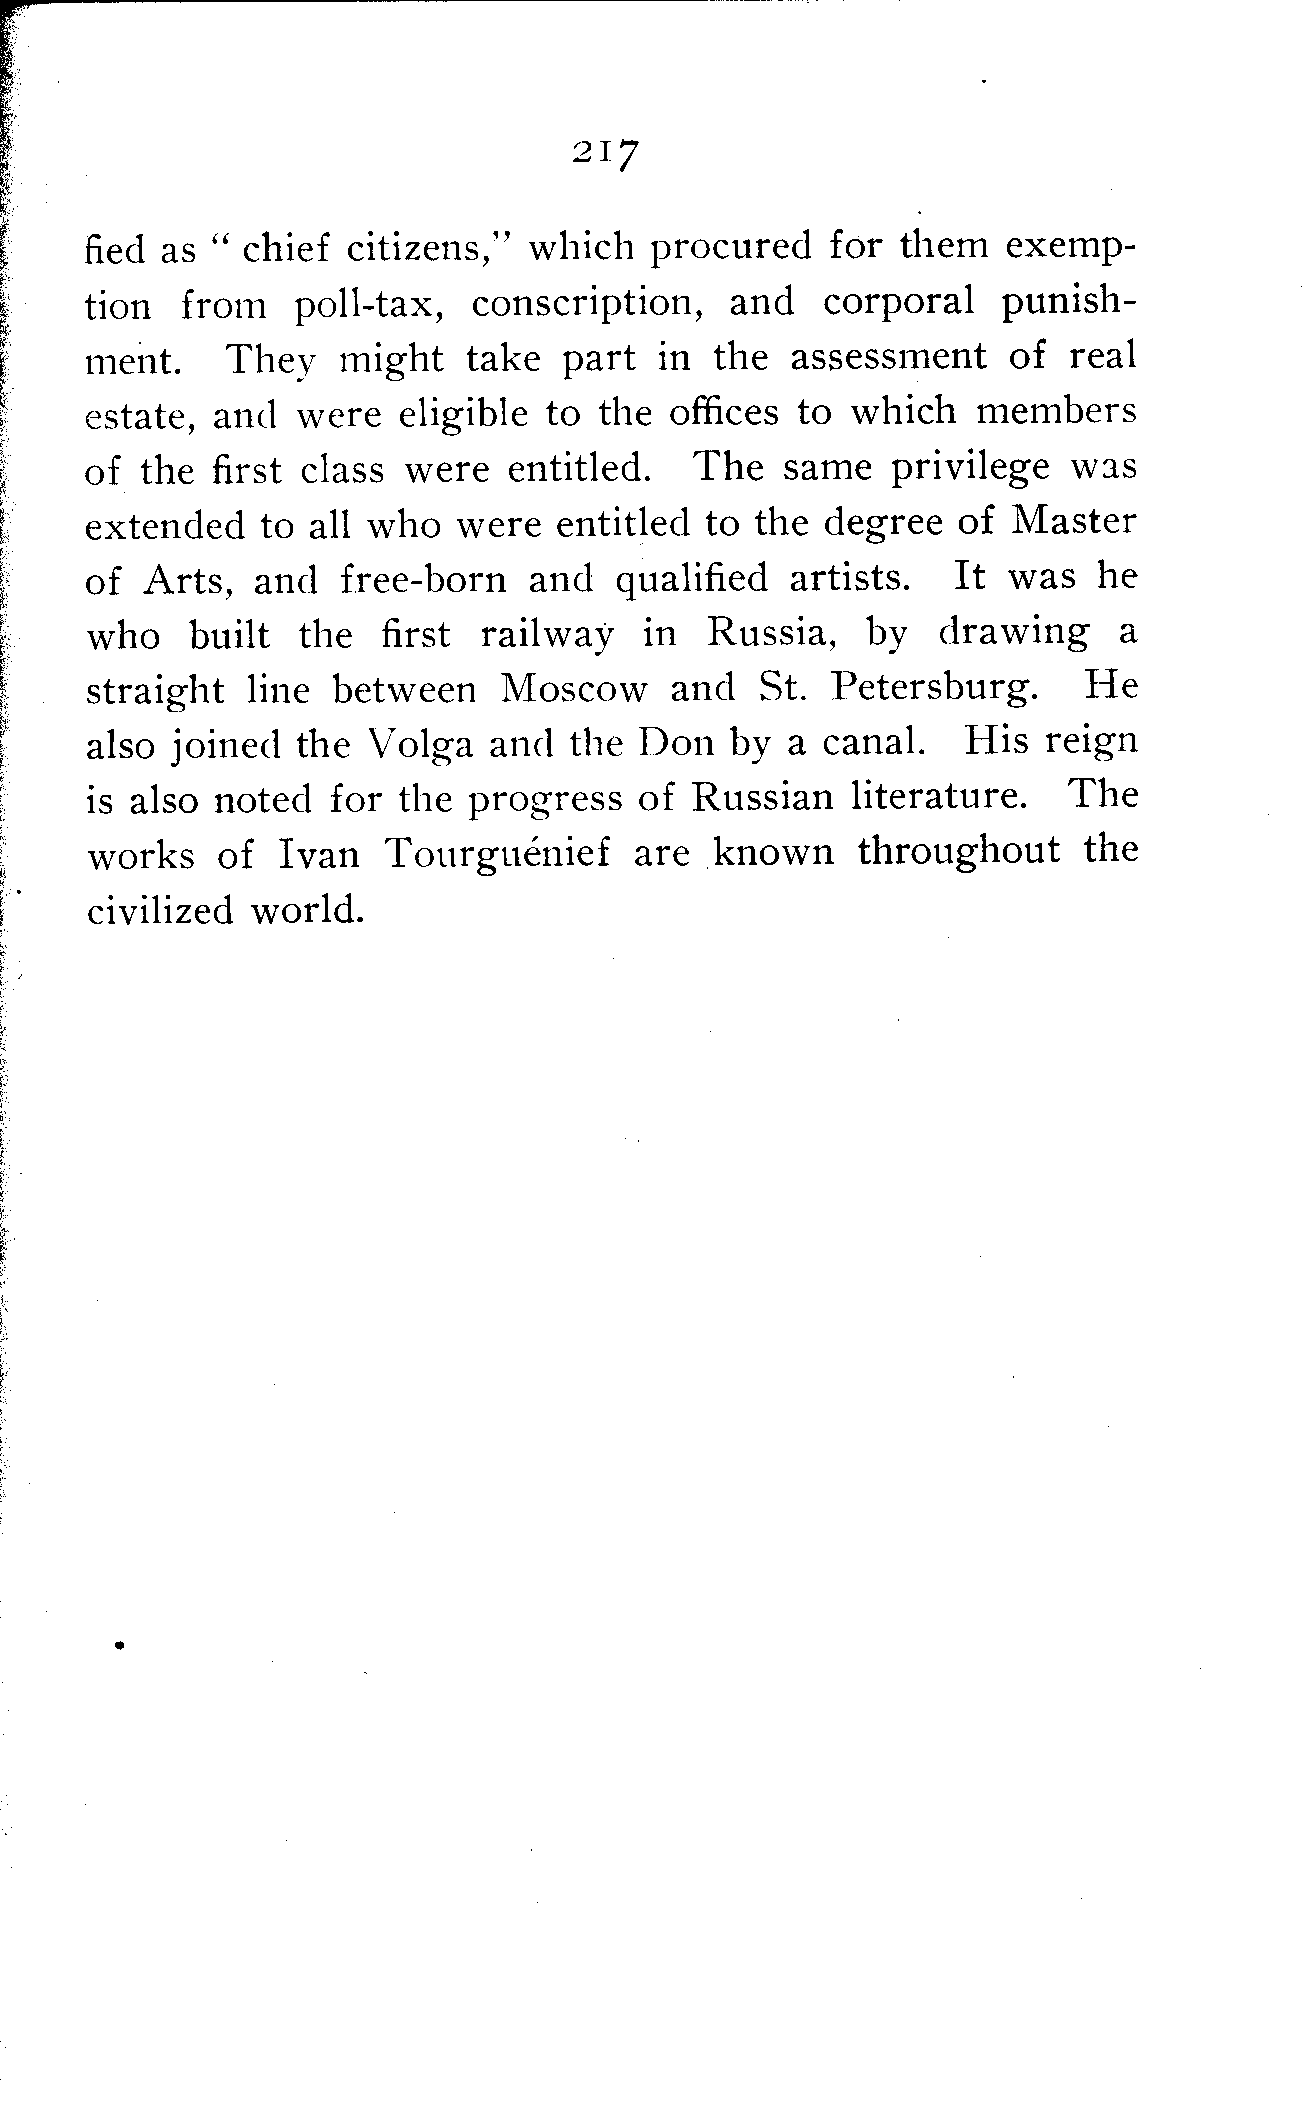 217
fied as " chief citizens," which procured for them exemp-
tion from poll-tax, conscription, and corporal punish-
ment. They might take part in the assessment of real
estate, and were eligible to the offices to which members
of the first class were entitled. The same privilege was
extended to all who were entitled to the degree of Master
of Arts, and free-born and qualified artists. It was he
who built the first railway in Russia, by drawing a
straight line between Moscow and St. Petersburg. He
also joined the Volga and the Don by a canal. His reign
is also noted for the progress of Russian literature. The
works of Ivan Tourguénief are known throughout the
civilized world.